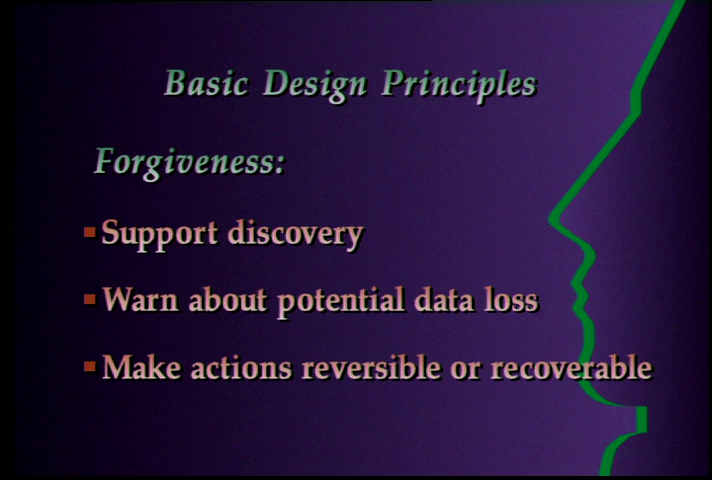 Basic Design Principles
Forgiveness:
Support discovery
Warn about potential data loss
Make actions reversible or recoverable